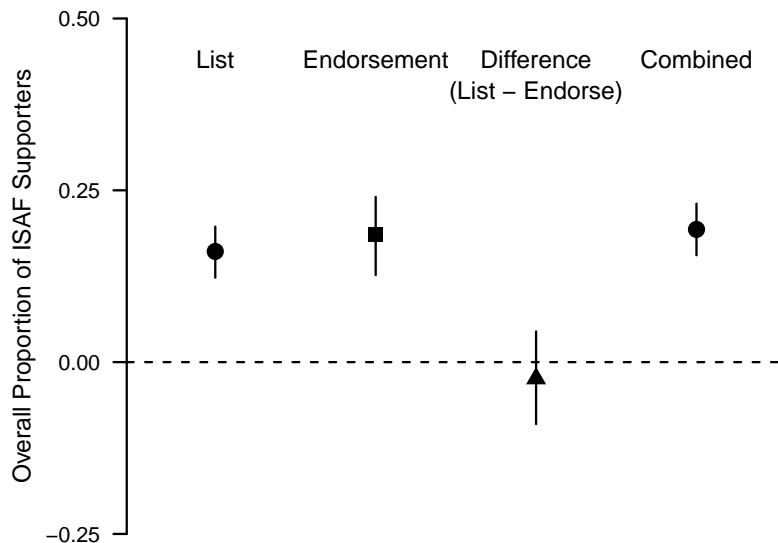 0.50
List Endorsement Difference Combined
(List − Endorse)
0.25
0.00
−0.25
Overall Proportion of ISAF Supporters